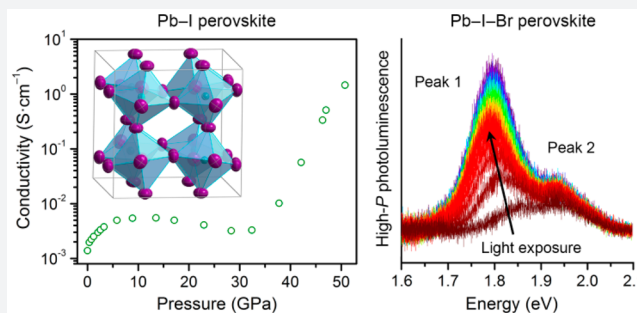 Pb–I perovskite
Conductivity (S·cm⁻¹)
10²
10¹
10⁰
10⁻¹
10⁻²
10⁻³
0 10 20 30 40 50
Pressure (GPa)
Pb–I–Br perovskite
High-P photoluminescence
Peak 1
Peak 2
Light exposure
1.6 1.7 1.8 1.9 2.0 2.
Energy (eV)